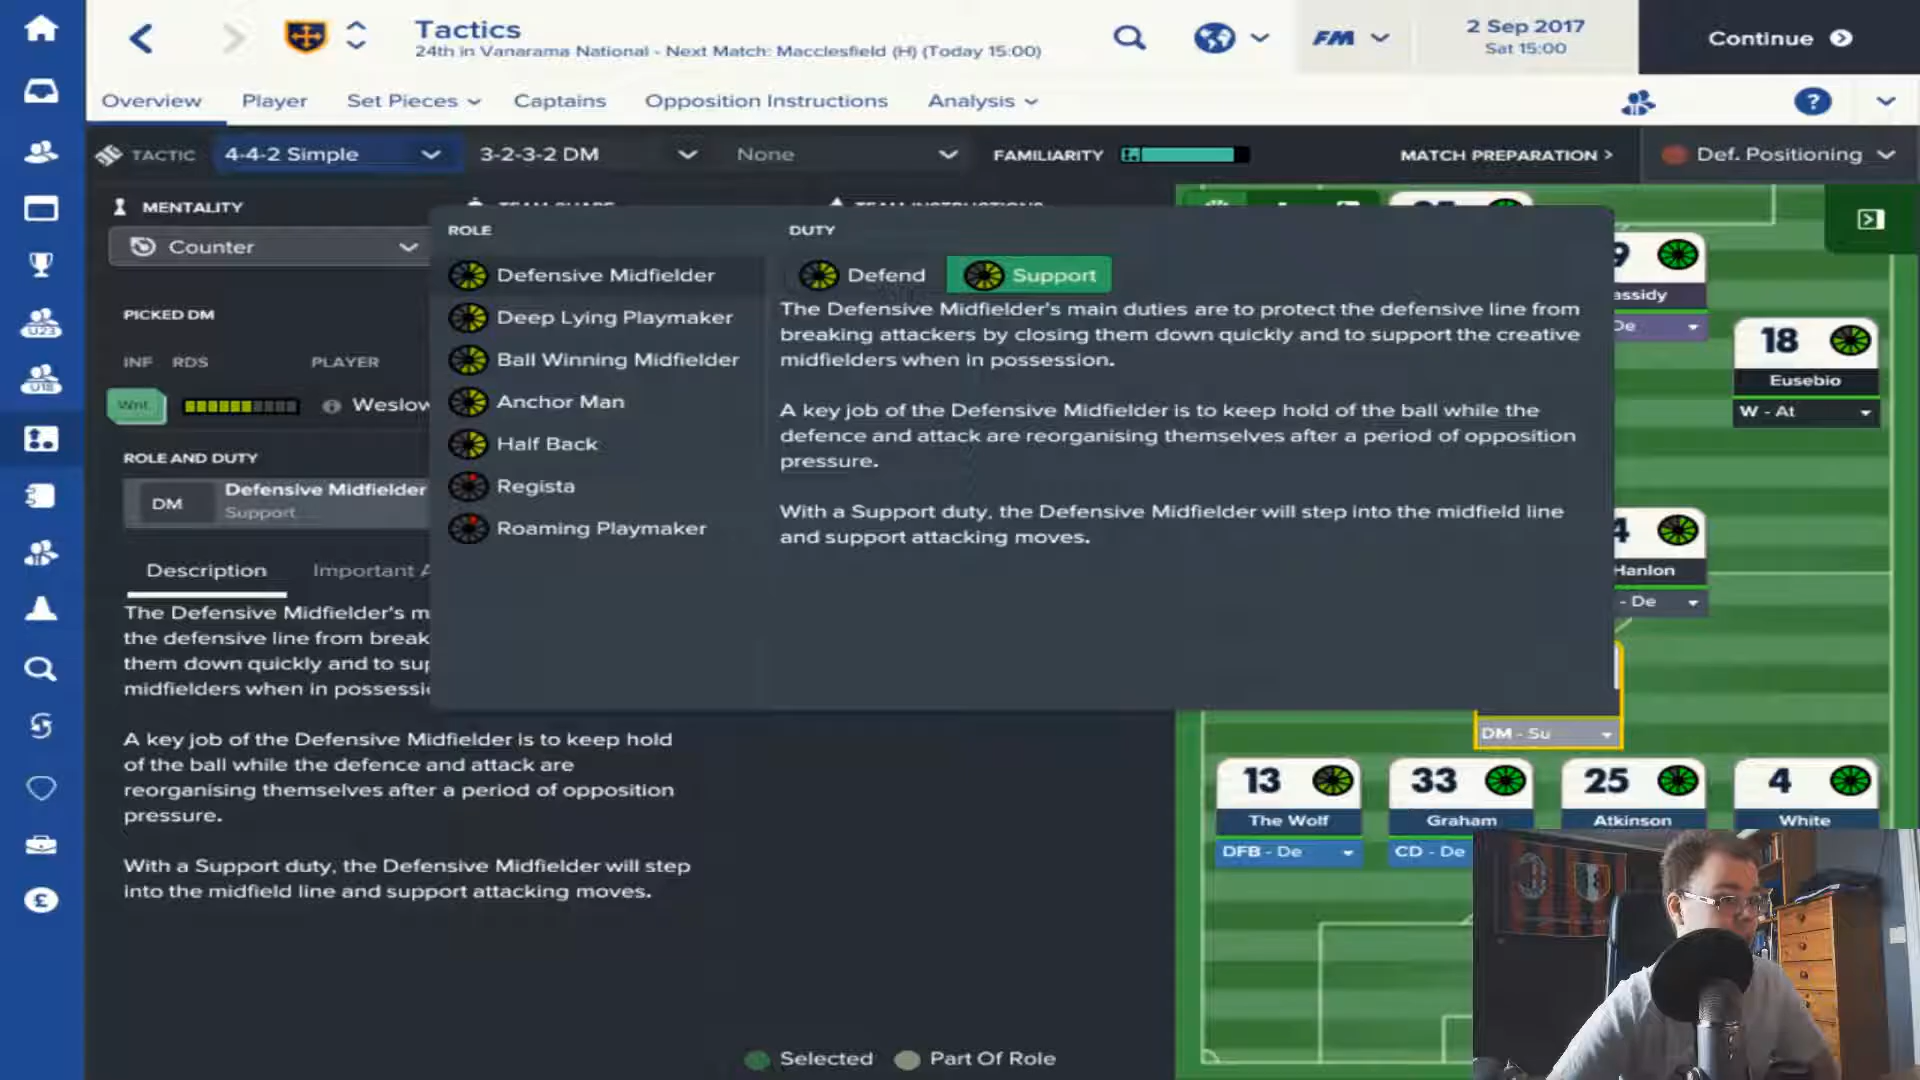 Tactics
24th in Vanarama National - Next Match: Macclesfield (H) (Today 15:00)
FM
2 Sep 2017
Sat 15:00
Continue
Overview
Player
Set Pieces
Captains
Opposition Instructions
Analysis
?
TACTIC
4-4-2 Simple
3-2-3-2 DM
None
FAMILIARITY
MATCH PREPARATION >
Def. Positioning
MENTALITY
Counter
ROLE
DUTY
Defensive Midfielder
Deep Lying Playmaker
Ball Winning Midfielder
Anchor Man
Half Back
Regista
Roaming Playmaker
Defend
Support
The Defensive Midfielder's main duties are to protect the defensive line from
breaking attackers by closing them down quickly and to support the creative
midfielders when in possession.
A key job of the Defensive Midfielder is to keep hold of the ball while the
defence and attack are reorganising themselves after a period of opposition
pressure.
With a Support duty, the Defensive Midfielder will step into the midfield line
and support attacking moves.
PICKED DM
INF RDS PLAYER
Wnt
Weslow
ROLE AND DUTY
DM
Defensive Midfielder
Support
Description
Important A
The Defensive Midfielder's m
the defensive line from break
them down quickly and to sup
midfielders when in possessi
A key job of the Defensive Midfielder is to keep hold
of the ball while the defence and attack are
reorganising themselves after a period of opposition
pressure.
With a Support duty, the Defensive Midfielder will step
into the midfield line and support attacking moves.
Selected
Part Of Role
9
assidy
De
18
Eusebio
W - At
4
Hanlon
- De
DM - Su
13
The Wolf
DFB - De
33
Graham
CD - De
25
Atkinson
4
White
U23
U18
£